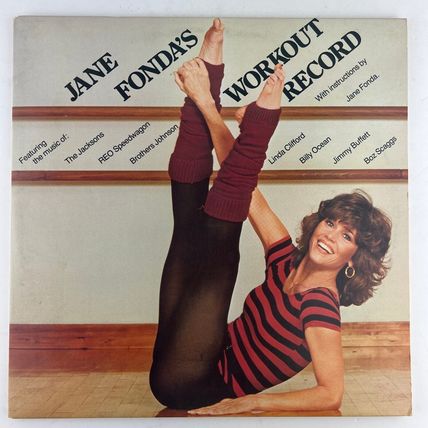 JANE
FONDA'S
WORKOUT
RECORD
With instructions by
Jane Fonda.
Featuring
the music of:
The Jacksons
REO Speedwagon
Brothers Johnson
Linda Clifford
Billy Ocean
Jimmy Buffett
Boz Scaggs